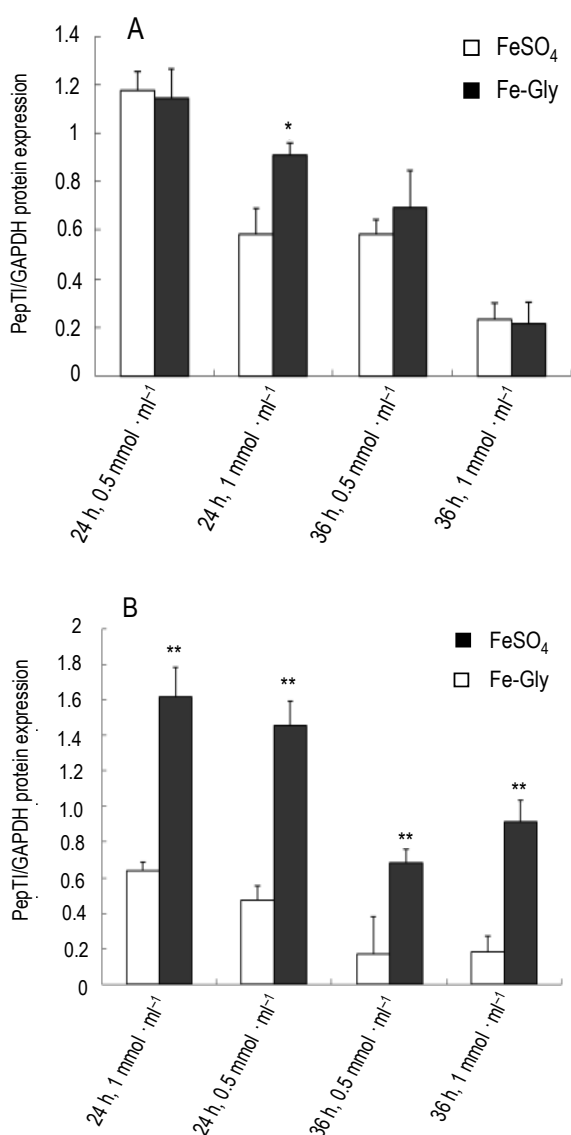 A
PepTI/GAPDH protein expression
1.4
1.2
1
0.8
0.6
0.4
0.2
0
FeSO₄
Fe-Gly
*
24 h, 0.5 mmol · ml⁻¹
24 h, 1 mmol · ml⁻¹
36 h, 0.5 mmol · ml⁻¹
36 h, 1 mmol · ml⁻¹
B
PepTI/GAPDH protein expression
2
1.8
1.6
1.4
1.2
1.0
0.8
0.6
0.4
0.2
0
FeSO₄
Fe-Gly
**
**
**
**
24 h, 1 mmol · ml⁻¹
24 h, 0.5 mmol · ml⁻¹
36 h, 0.5 mmol · ml⁻¹
36 h, 1 mmol · ml⁻¹